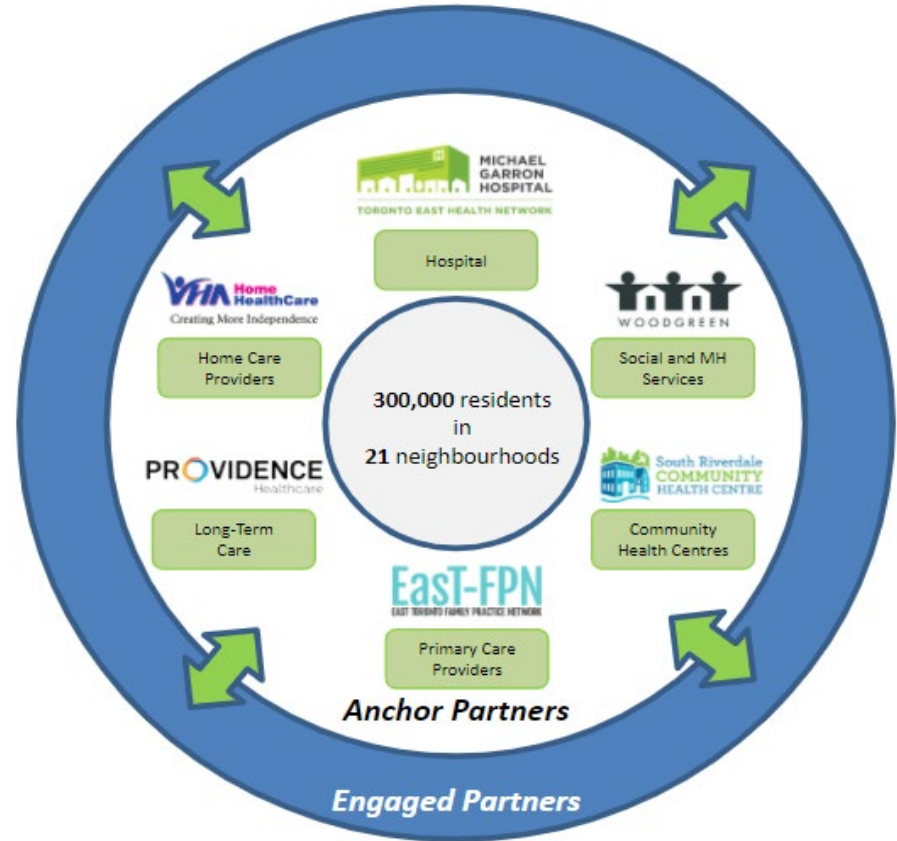 MICHAEL
GARRON
HOSPITAL
TORONTO EAST HEALTH NETWORK
Hospital
VHA Home
HealthCare
Creating More Independence
Home Care
Providers
WOODGREEN
Social and MH
Services
300,000 residents
in
21 neighbourhoods
PROVIDENCE
Healthcare
Long-Term
Care
South Riverdale
COMMUNITY
HEALTH CENTRE
Community
Health Centres
EasT-FPN
EAST TORONTO FAMILY PRACTICE NETWORK
Primary Care
Providers
Anchor Partners
Engaged Partners